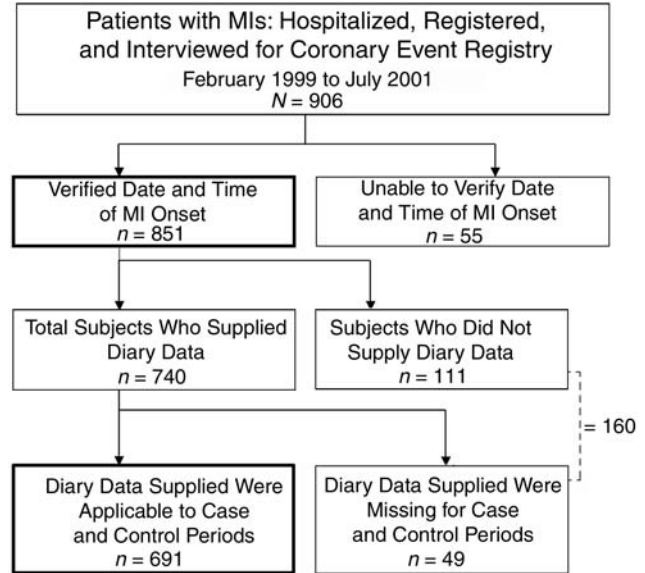 Patients with MIs: Hospitalized, Registered,
and Interviewed for Coronary Event Registry
February 1999 to July 2001
N = 906
Verified Date and Time
of MI Onset
n = 851
Unable to Verify Date
and Time of MI Onset
n = 55
Total Subjects Who Supplied
Diary Data
n = 740
Subjects Who Did Not
Supply Diary Data
n = 111
= 160
Diary Data Supplied Were
Applicable to Case
and Control Periods
n = 691
Diary Data Supplied Were
Missing for Case
and Control Periods
n = 49